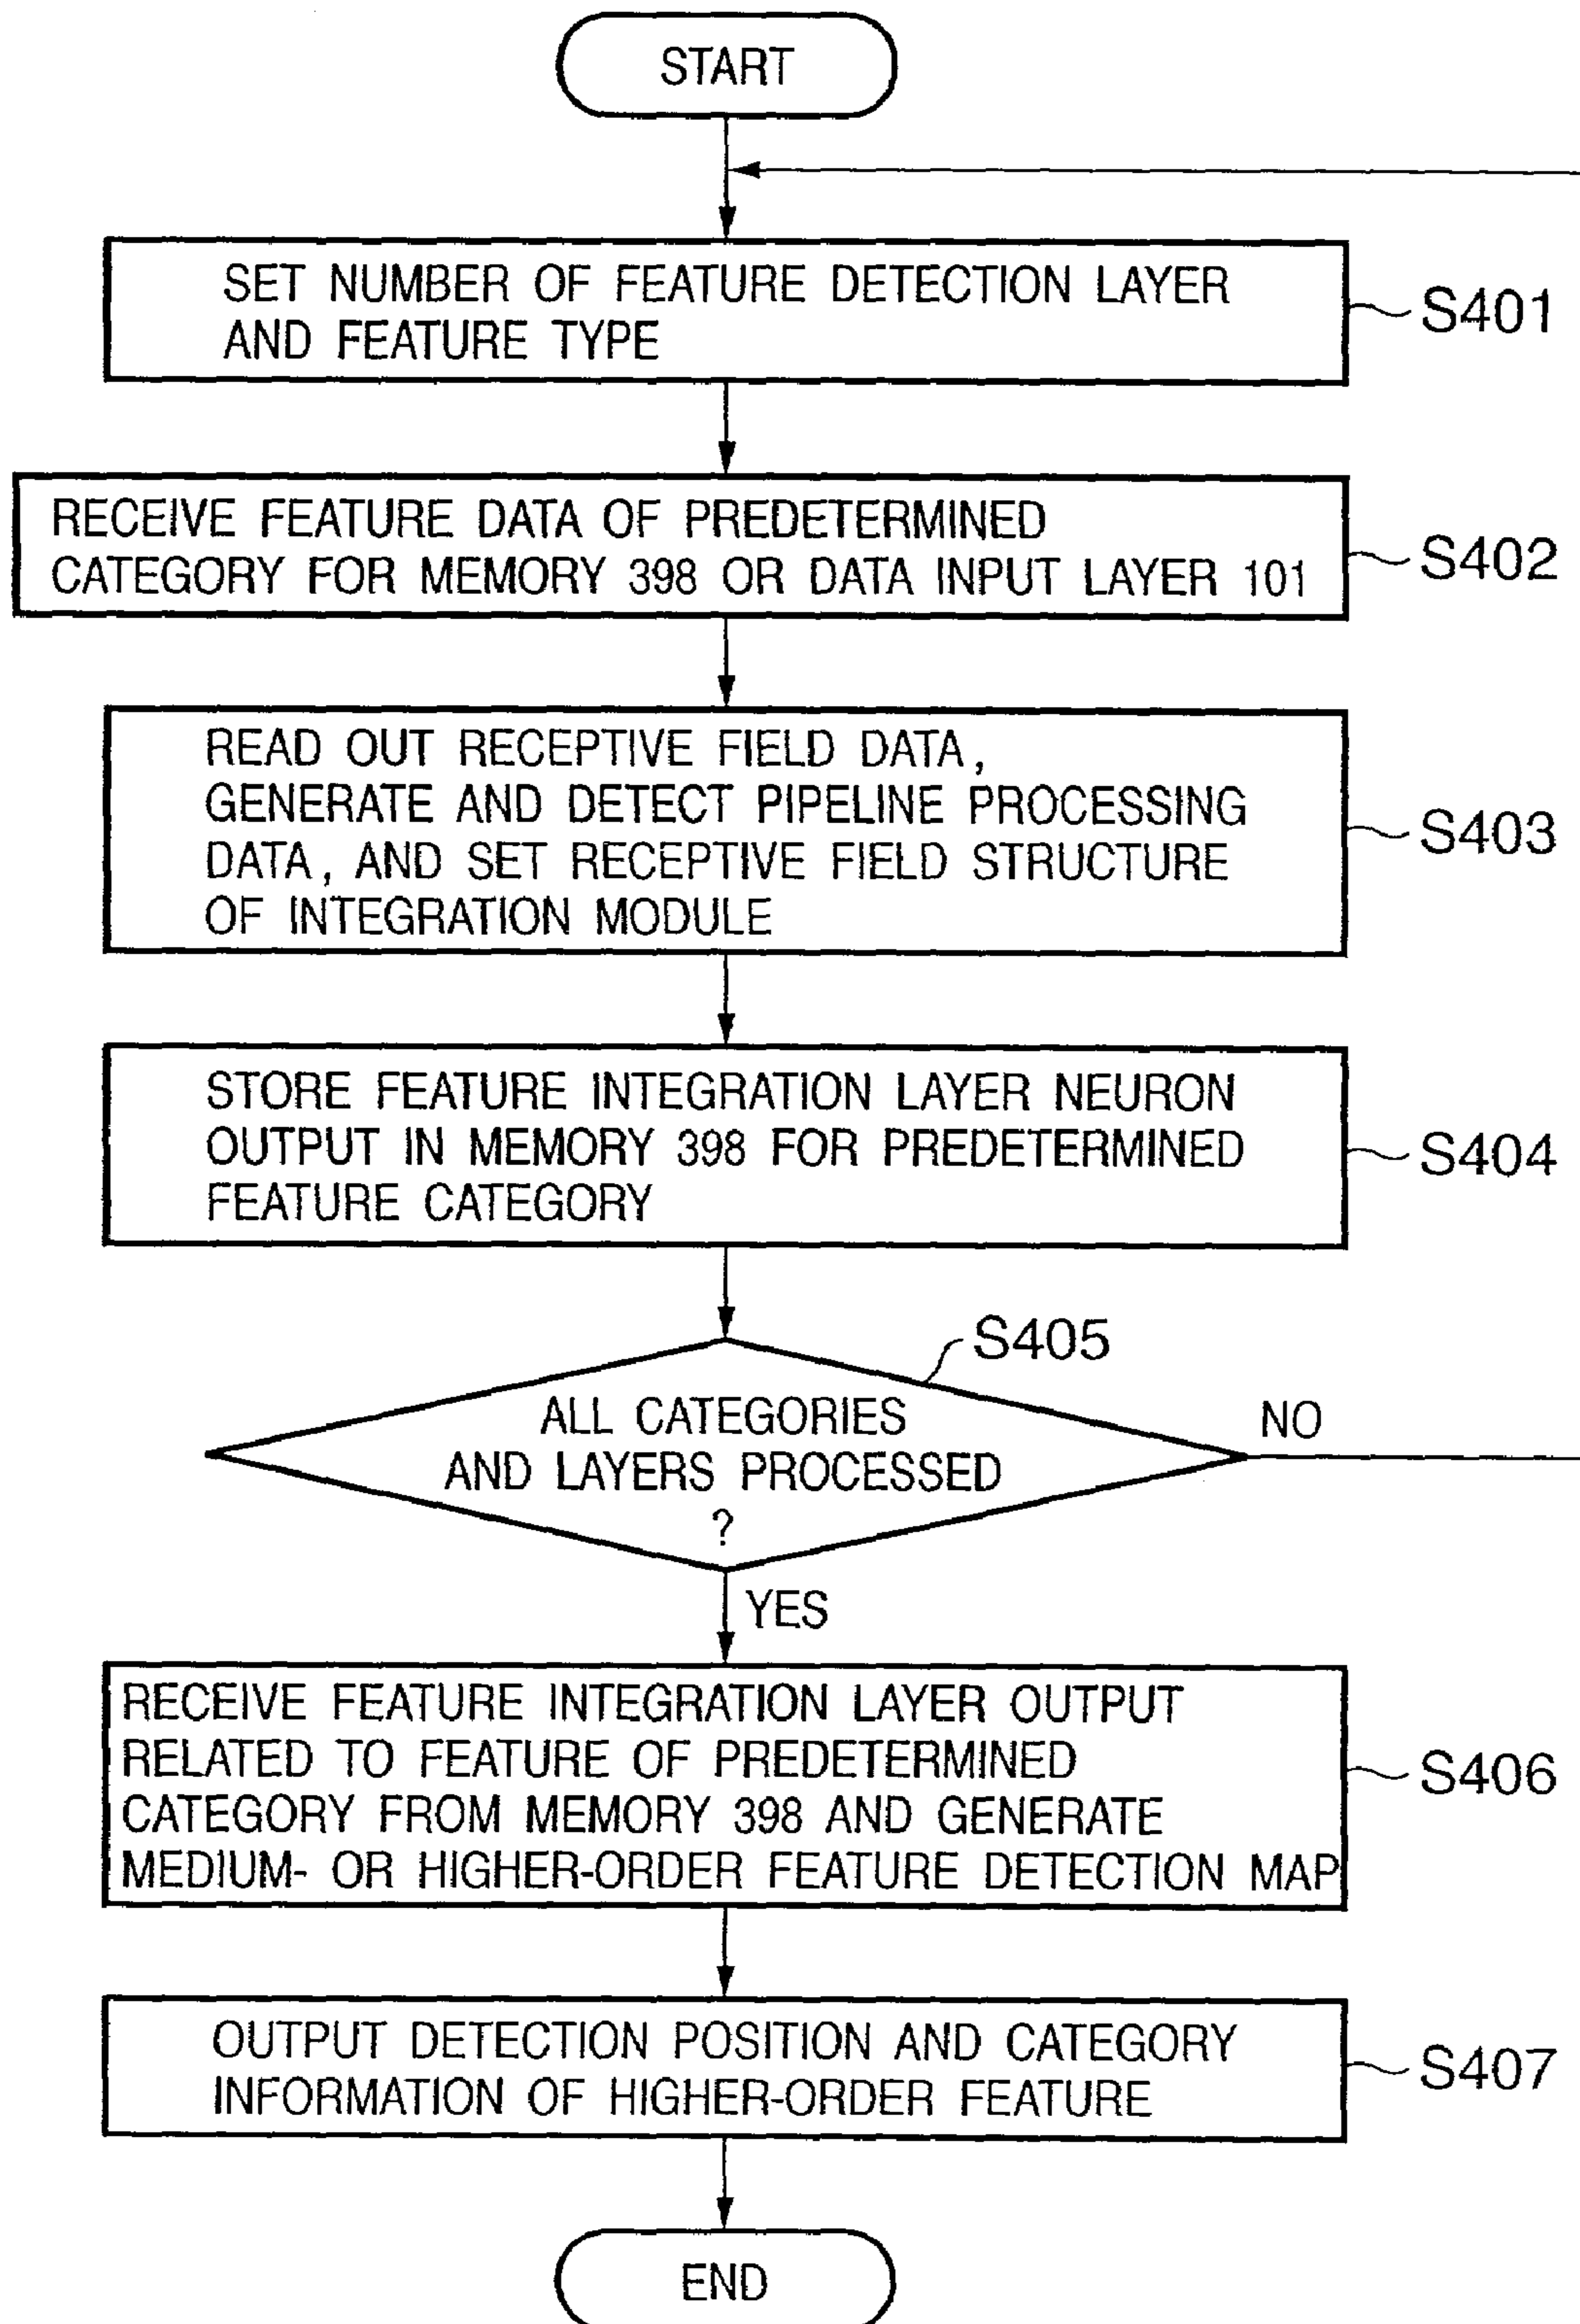 START
SET NUMBER OF FEATURE DETECTION LAYER
AND FEATURE TYPE
S401
RECEIVE FEATURE DATA OF PREDETERMINED
CATEGORY FOR MEMORY 398 OR DATA INPUT LAYER 101
S402
READ OUT RECEPTIVE FIELD DATA,
GENERATE AND DETECT PIPELINE PROCESSING
DATA, AND SET RECEPTIVE FIELD STRUCTURE
OF INTEGRATION MODULE
S403
STORE FEATURE INTEGRATION LAYER NEURON
OUTPUT IN MEMORY 398 FOR PREDETERMINED
FEATURE CATEGORY
S404
S405
ALL CATEGORIES
AND LAYERS PROCESSED
?
NO
YES
RECEIVE FEATURE INTEGRATION LAYER OUTPUT
RELATED TO FEATURE OF PREDETERMINED
CATEGORY FROM MEMORY 398 AND GENERATE
MEDIUM- OR HIGHER-ORDER FEATURE DETECTION MAP
S406
OUTPUT DETECTION POSITION AND CATEGORY
INFORMATION OF HIGHER-ORDER FEATURE
S407
END